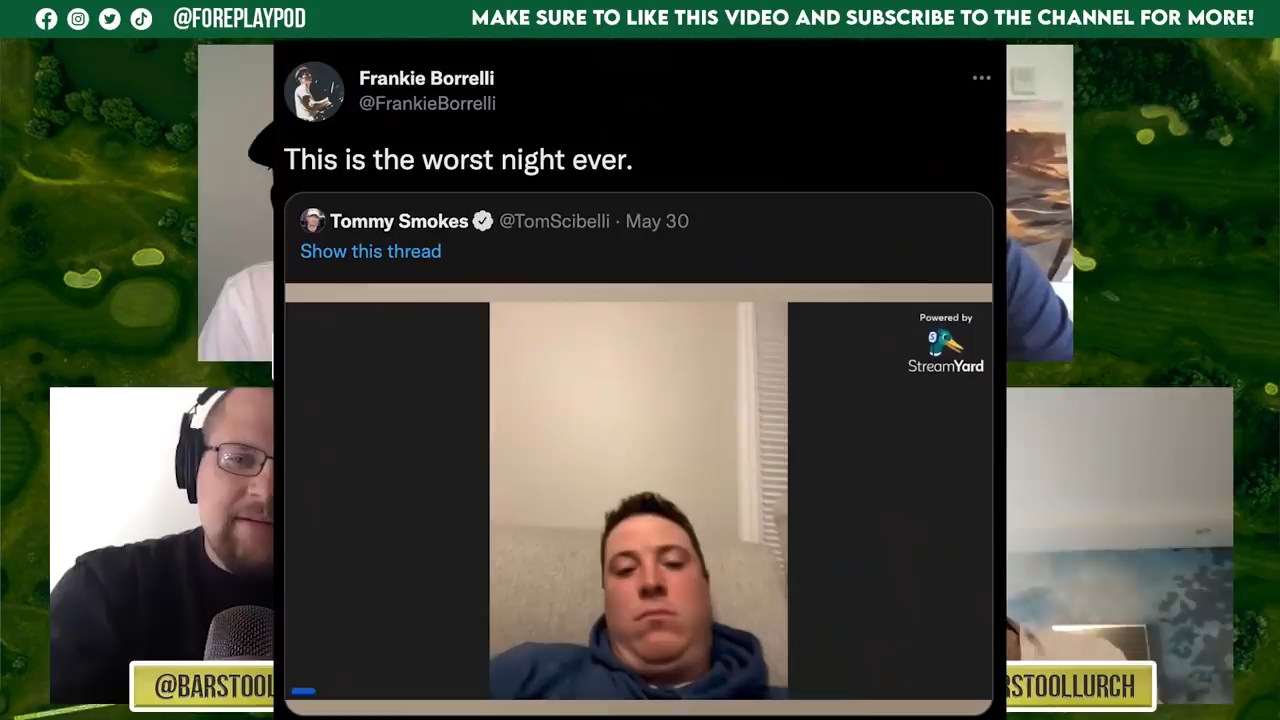 @FOREPLAYPOD
MAKE SURE TO LIKE THIS VIDEO AND SUBSCRIBE TO THE CHANNEL FOR MORE!
Frankie Borrelli
@FrankieBorrelli
This is the worst night ever.
Tommy Smokes @TomScibelli · May 30
Show this thread
Powered by
StreamYard
@BARSTOOL
RSTOOLLURCH